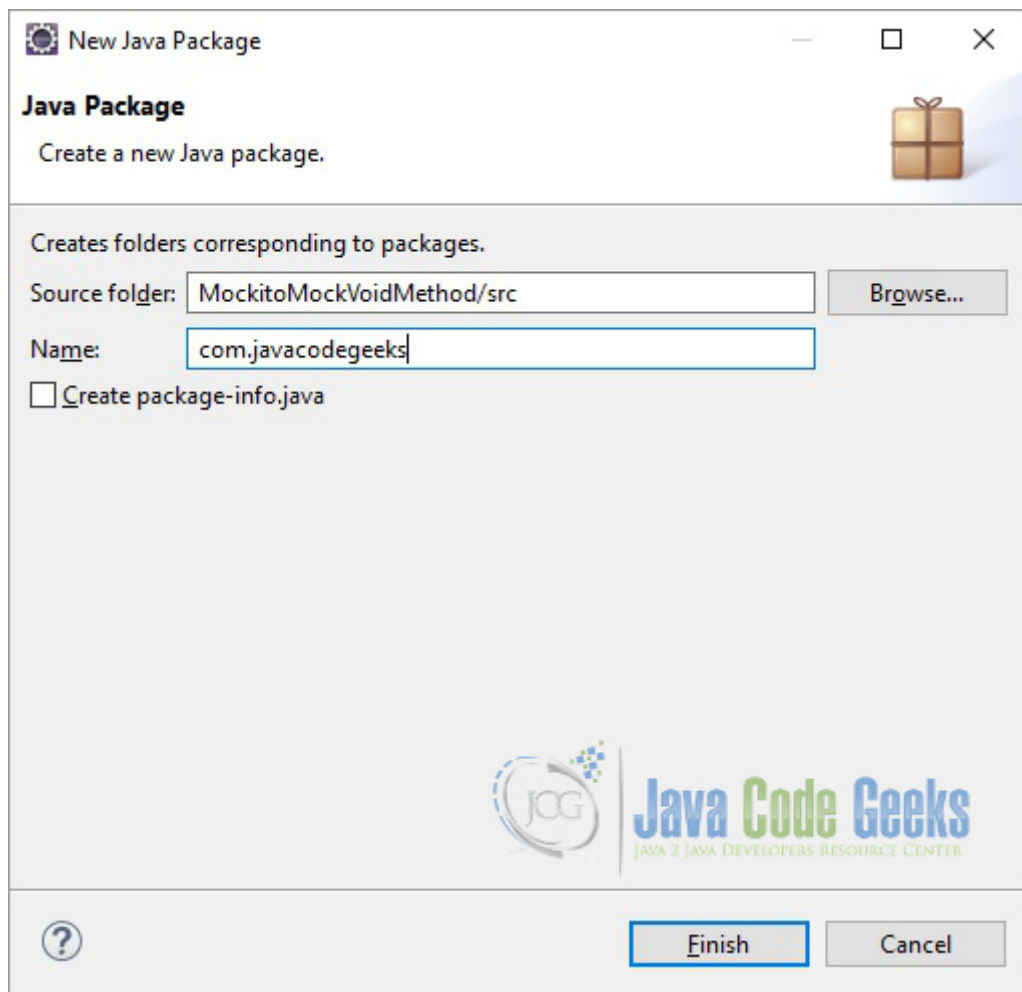 New Java Package
Java Package
Create a new Java package.
Creates folders corresponding to packages.
Source folder: MockitoMockVoidMethod/src Browse...
Name: com.javacodegeeks
Create package-info.java
JCG Java Code Geeks
JAVA 2 JAVA DEVELOPERS RESOURCE CENTER
? Finish Cancel